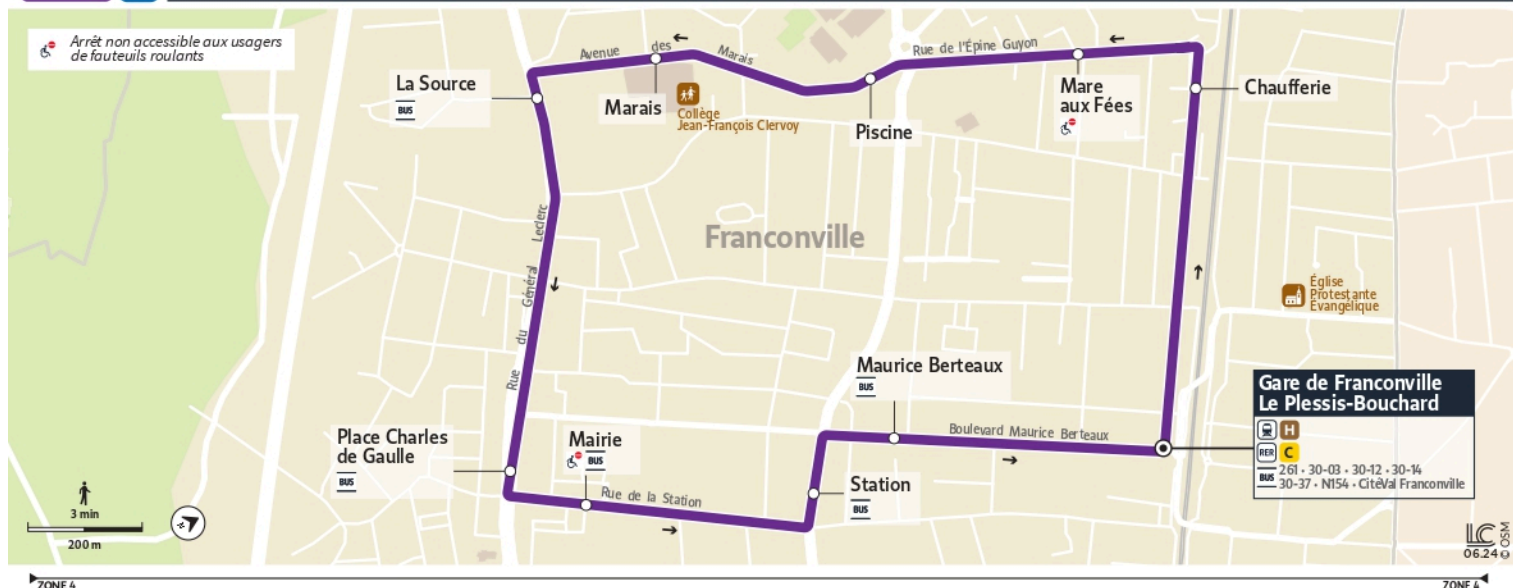 Arrêt non accessible aux usagers
de fauteuils roulants
Avenue des Marais
Rue de l'Épine Guyon
La Source
BUS
Marais
Collège
Jean-François Clervoy
Piscine
Mare
aux Fées
Chaufferie
Franconville
Rue du Général Leclerc
Église
Protestante
Évangélique
Maurice Berteaux
BUS
Boulevard Maurice Berteaux
Gare de Franconville
Le Plessis-Bouchard
H
RER C
BUS 261 • 30-03 • 30-12 • 30-14
30-37 • N154 • CitéVal Franconville
Place Charles
de Gaulle
BUS
Mairie
BUS
Rue de la Station
Station
BUS
3 min
200 m
LC
06.24 © OSM
ZONE 4
ZONE 4